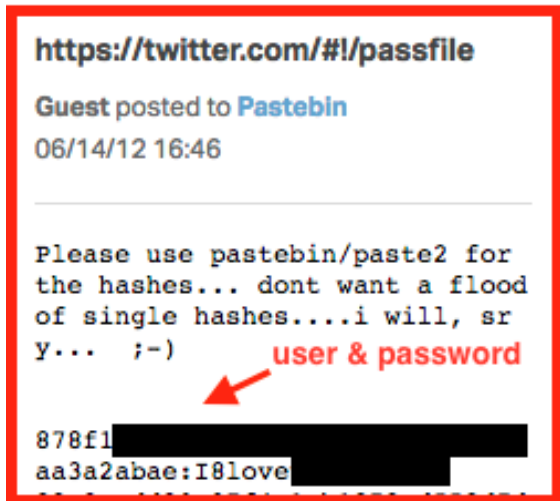 https://twitter.com/#!/passfile
Guest posted to Pastebin
06/14/12 16:46
Please use pastebin/paste2 for
the hashes... dont want a flood
of single hashes....i will, sr
y... ;-)
user & password
878f1
aa3a2abae:I8love